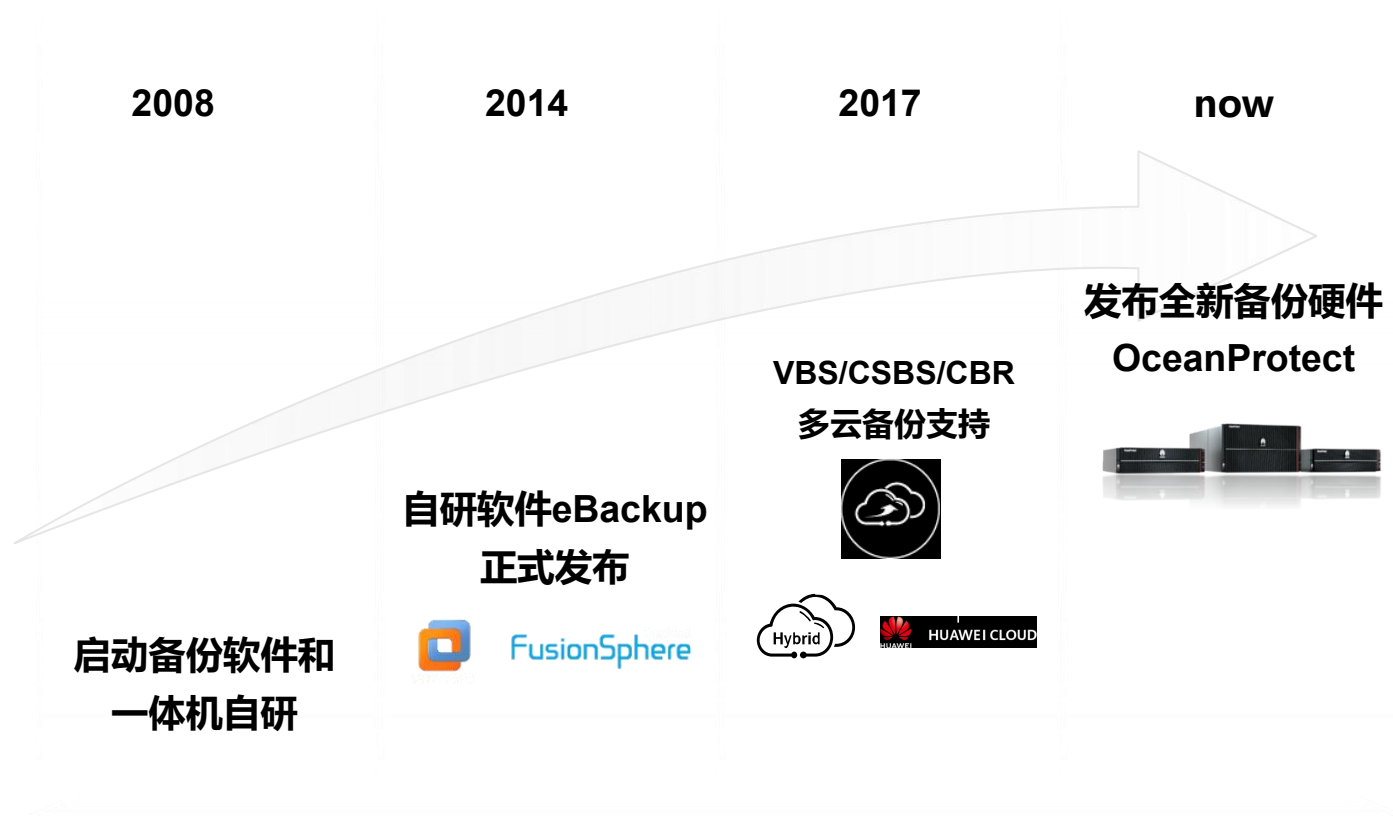 2008
2014
2017
now
发布全新备份硬件
OceanProtect
VBS/CSBS/CBR
多云备份支持
自研软件eBackup
正式发布
启动备份软件和
一体机自研
FusionSphere
Hybrid
HUAWEI
HUAWEI CLOUD